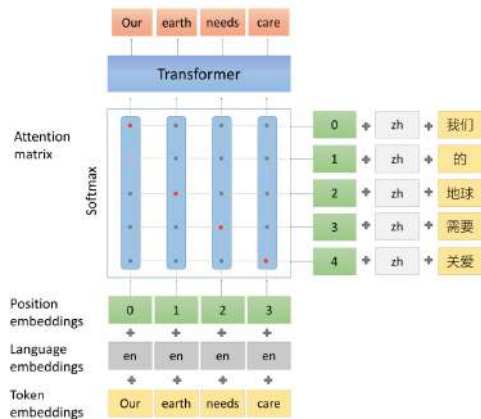 Our earth needs care
Transformer
Attention
matrix
Softmax
0 + zh + 我们
1 + zh + 的
2 + zh + 地球
3 + zh + 需要
4 + zh + 关爱
Position
embeddings
0 1 2 3
+ + + +
Language
embeddings
en en en en
+ + + +
Token
embeddings
Our earth needs care